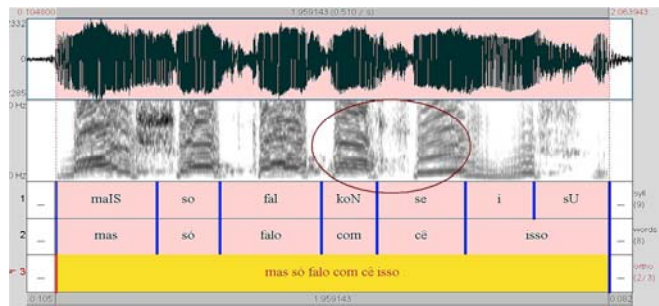 0.104800 1.959143 (0.510 / s) 2.063943
0
0 Hz
0 Hz
1 – maIS so fal koN se i sU – syll (9)
2 – mas só falo com cê isso – words (8)
3 – mas só falo com cê isso – ortho (2/3)
0.105 1.959143 0.082